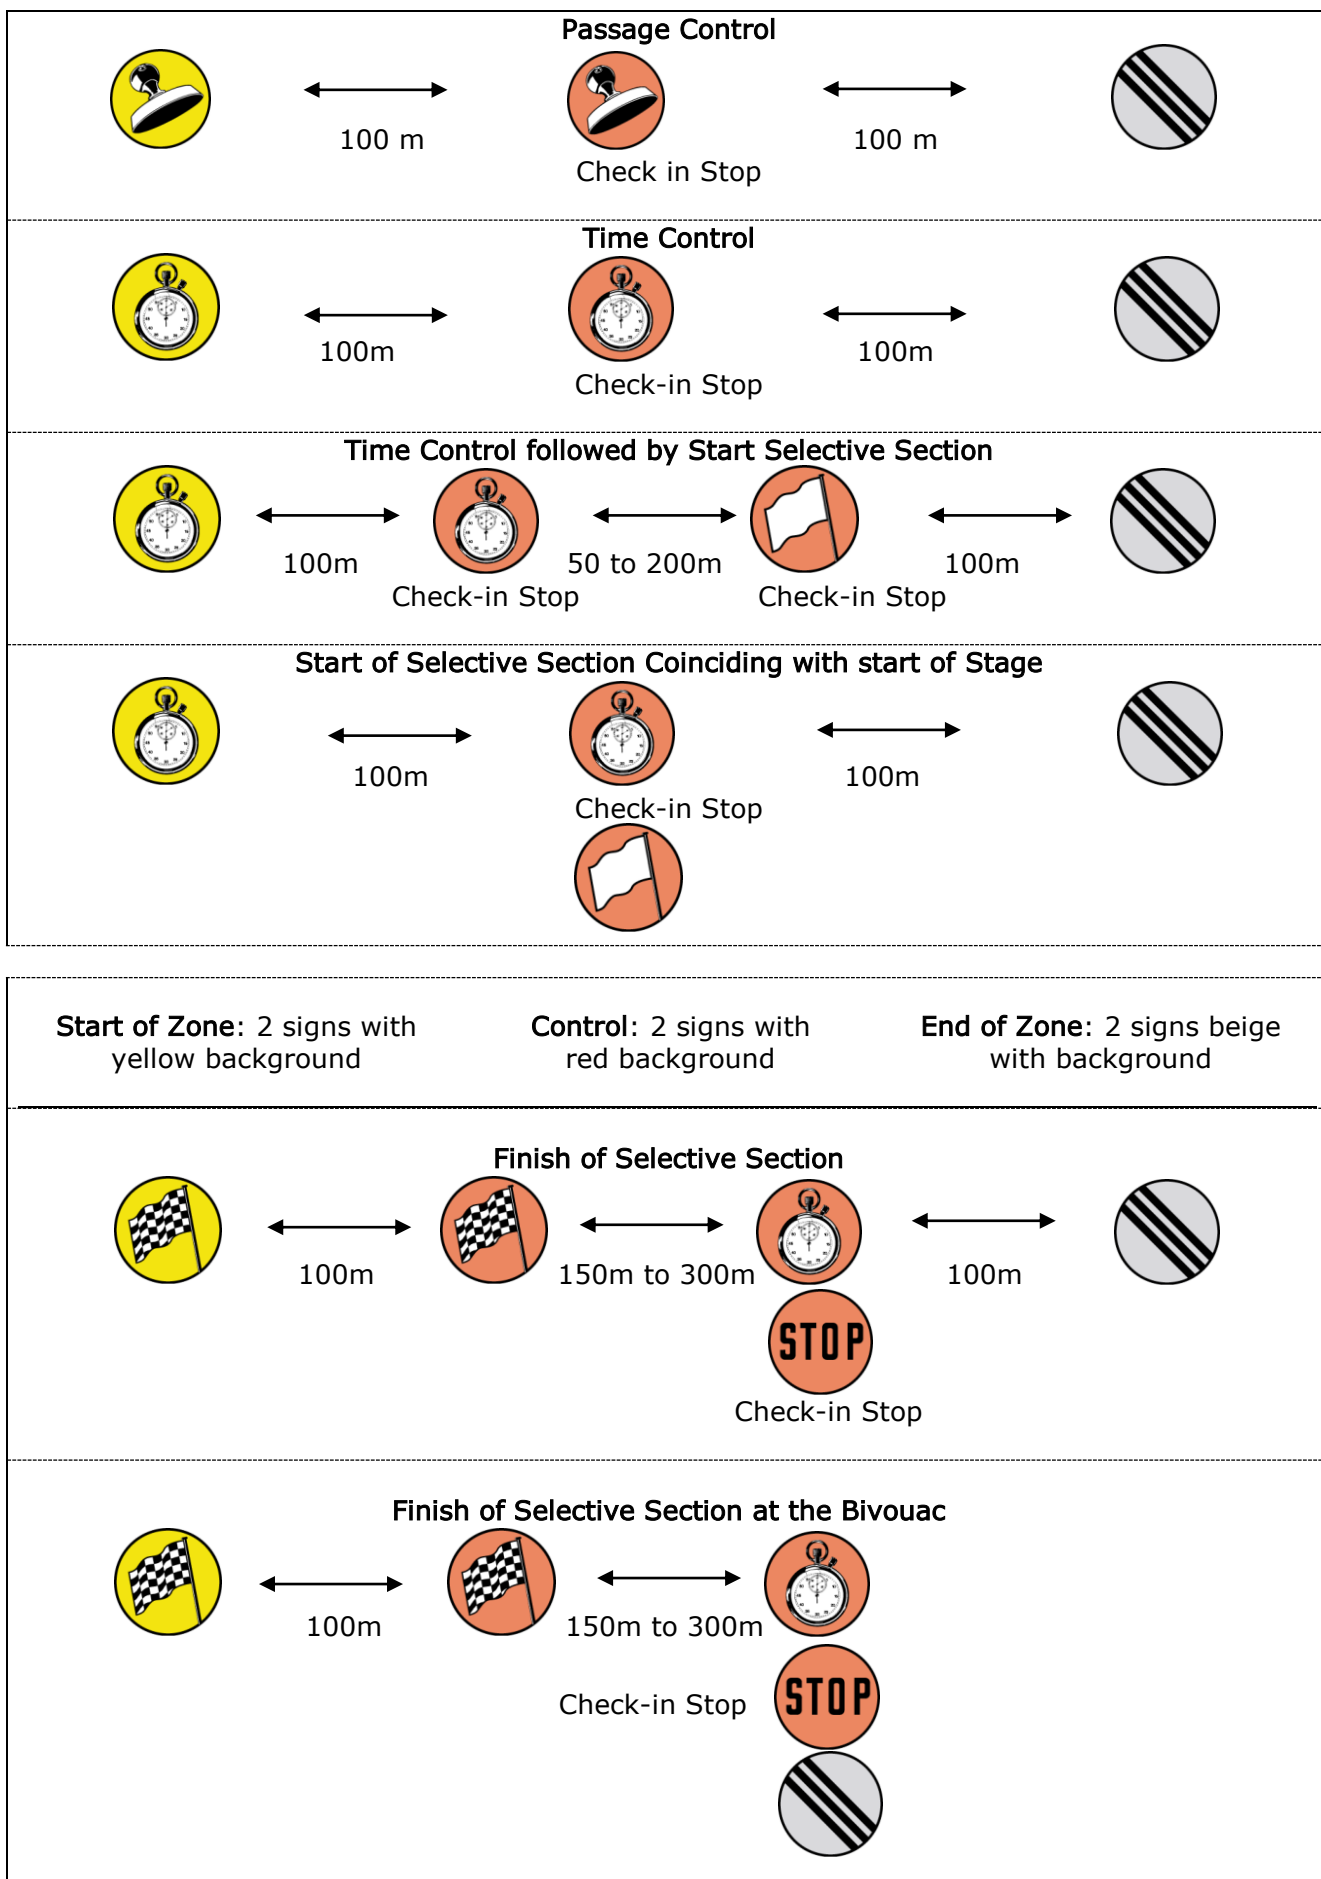 Passage Control
100 m
100 m
Check in Stop
Time Control
100m
100m
Check-in Stop
Time Control followed by Start Selective Section
100m
50 to 200m
100m
Check-in Stop
Check-in Stop
Start of Selective Section Coinciding with start of Stage
100m
100m
Check-in Stop
Start of Zone: 2 signs with
yellow background
Control: 2 signs with
red background
End of Zone: 2 signs beige
with background
Finish of Selective Section
100m
150m to 300m
100m
STOP
Check-in Stop
Finish of Selective Section at the Bivouac
100m
150m to 300m
Check-in Stop
STOP